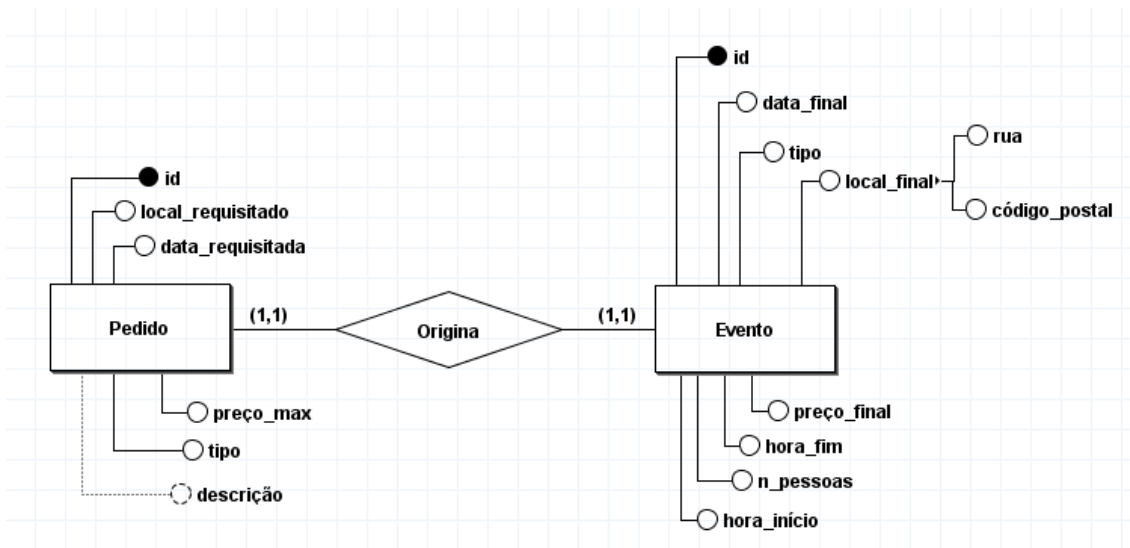 id
data_final
tipo
rua
local_final
código_postal
id
local_requisitado
data_requisitada
Pedido
(1,1)
Origina
(1,1)
Evento
preço_max
tipo
descrição
preço_final
hora_fim
n_pessoas
hora_início